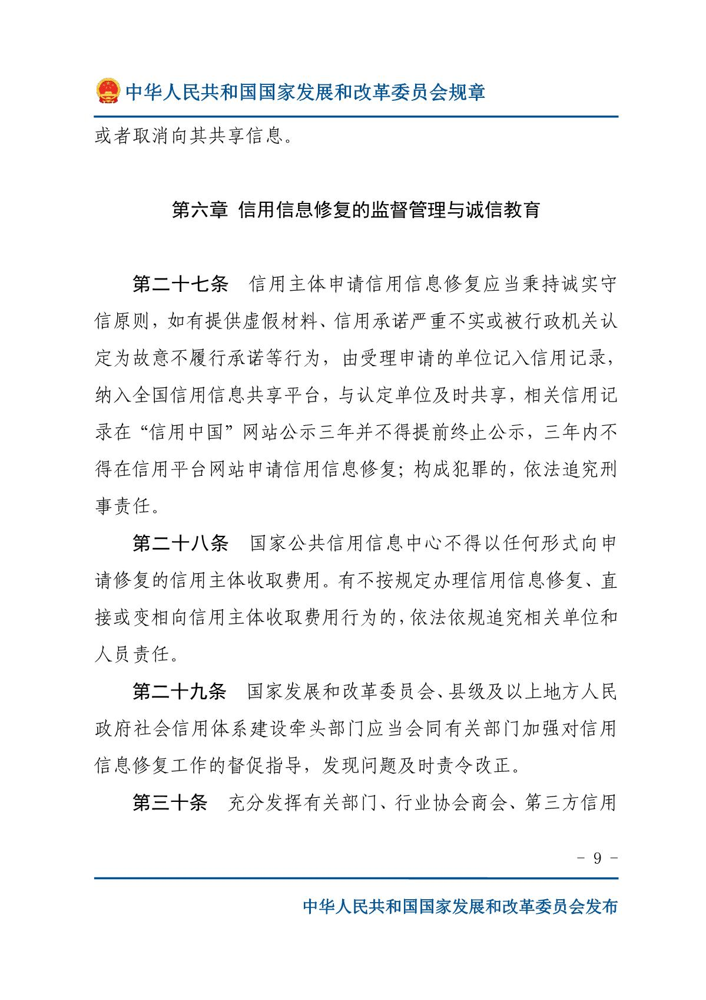 中华人民共和国国家发展和改革委员会规章
或者取消向其共享信息。
第六章 信用信息修复的监督管理与诚信教育
第二十七条 信用主体申请信用信息修复应当秉持诚实守
信原则，如有提供虚假材料、信用承诺严重不实或被行政机关认
定为故意不履行承诺等行为，由受理申请的单位记入信用记录，
纳入全国信用信息共享平台，与认定单位及时共享，相关信用记
录在“信用中国”网站公示三年并不得提前终止公示，三年内不
得在信用平台网站申请信用信息修复；构成犯罪的，依法追究刑
事责任。
第二十八条 国家公共信用信息中心不得以任何形式向申
请修复的信用主体收取费用。有不按规定办理信用信息修复、直
接或变相向信用主体收取费用行为的，依法依规追究相关单位和
人员责任。
第二十九条 国家发展和改革委员会、县级及以上地方人民
政府社会信用体系建设牵头部门应当会同有关部门加强对信用
信息修复工作的督促指导，发现问题及时责令改正。
第三十条 充分发挥有关部门、行业协会商会、第三方信用
- 9 -
中华人民共和国国家发展和改革委员会发布